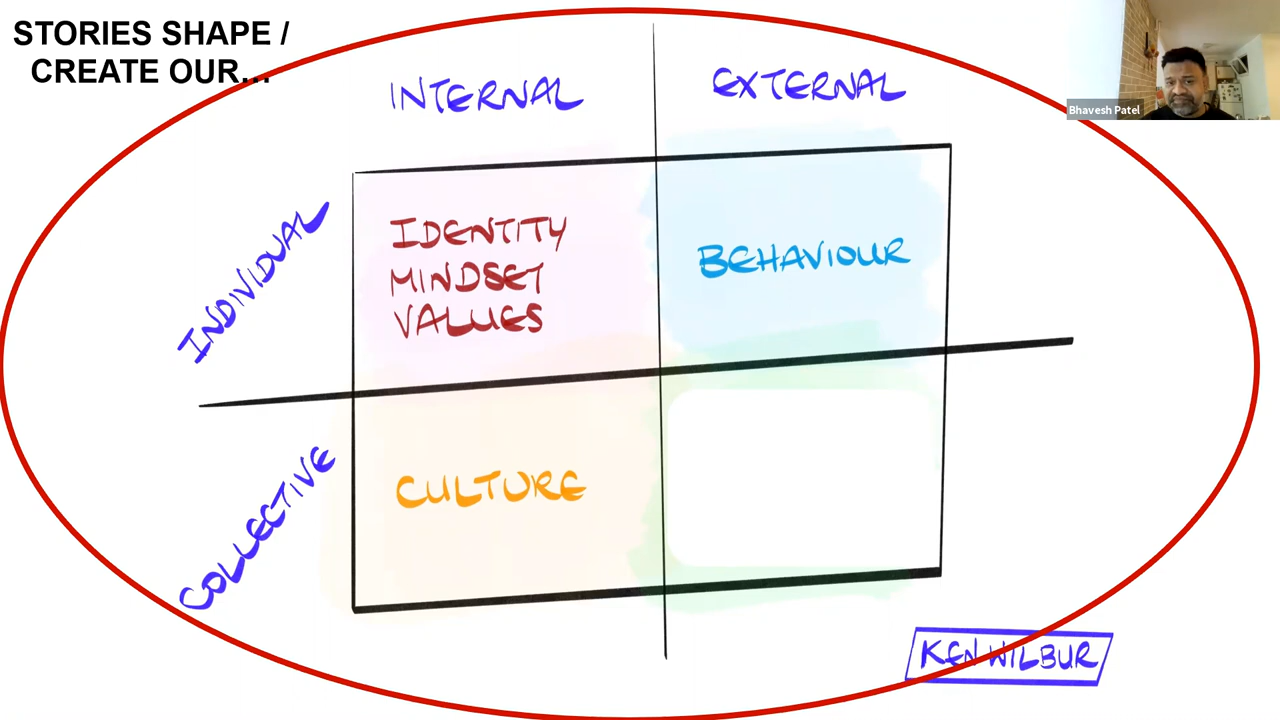 STORIES SHAPE /
CREATE OUR...
INTERNAL
EXTERNAL
Bhavesh Patel
INDIVIDUAL
IDENTITY
MINDSET
VALUES
BEHAVIOUR
COLLECTIVE
CULTURE
KEN WILBUR